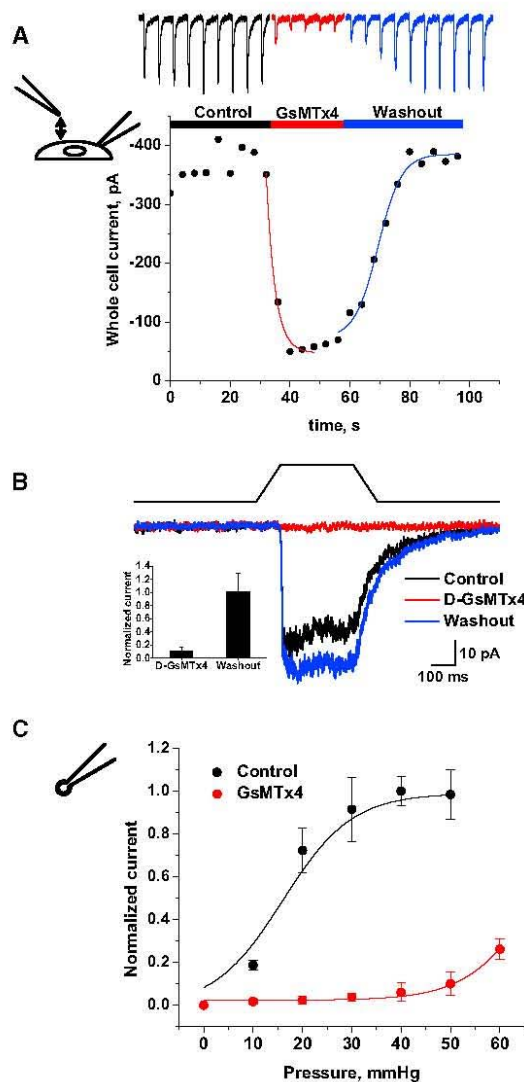 A
Control GsMTx4 Washout
Whole cell current, pA
-400
-300
-200
-100
0
0 20 40 60 80 100
time, s
B
Normalized current
1.4
1.2
1.0
0.8
0.6
0.4
0.2
0.0
D-GsMTx4 Washout
Control
D-GsMTx4
Washout
10 pA
100 ms
C
Normalized current
1.2
1.0
0.8
0.6
0.4
0.2
0.0
Control
GsMTx4
0 10 20 30 40 50 60
Pressure, mmHg